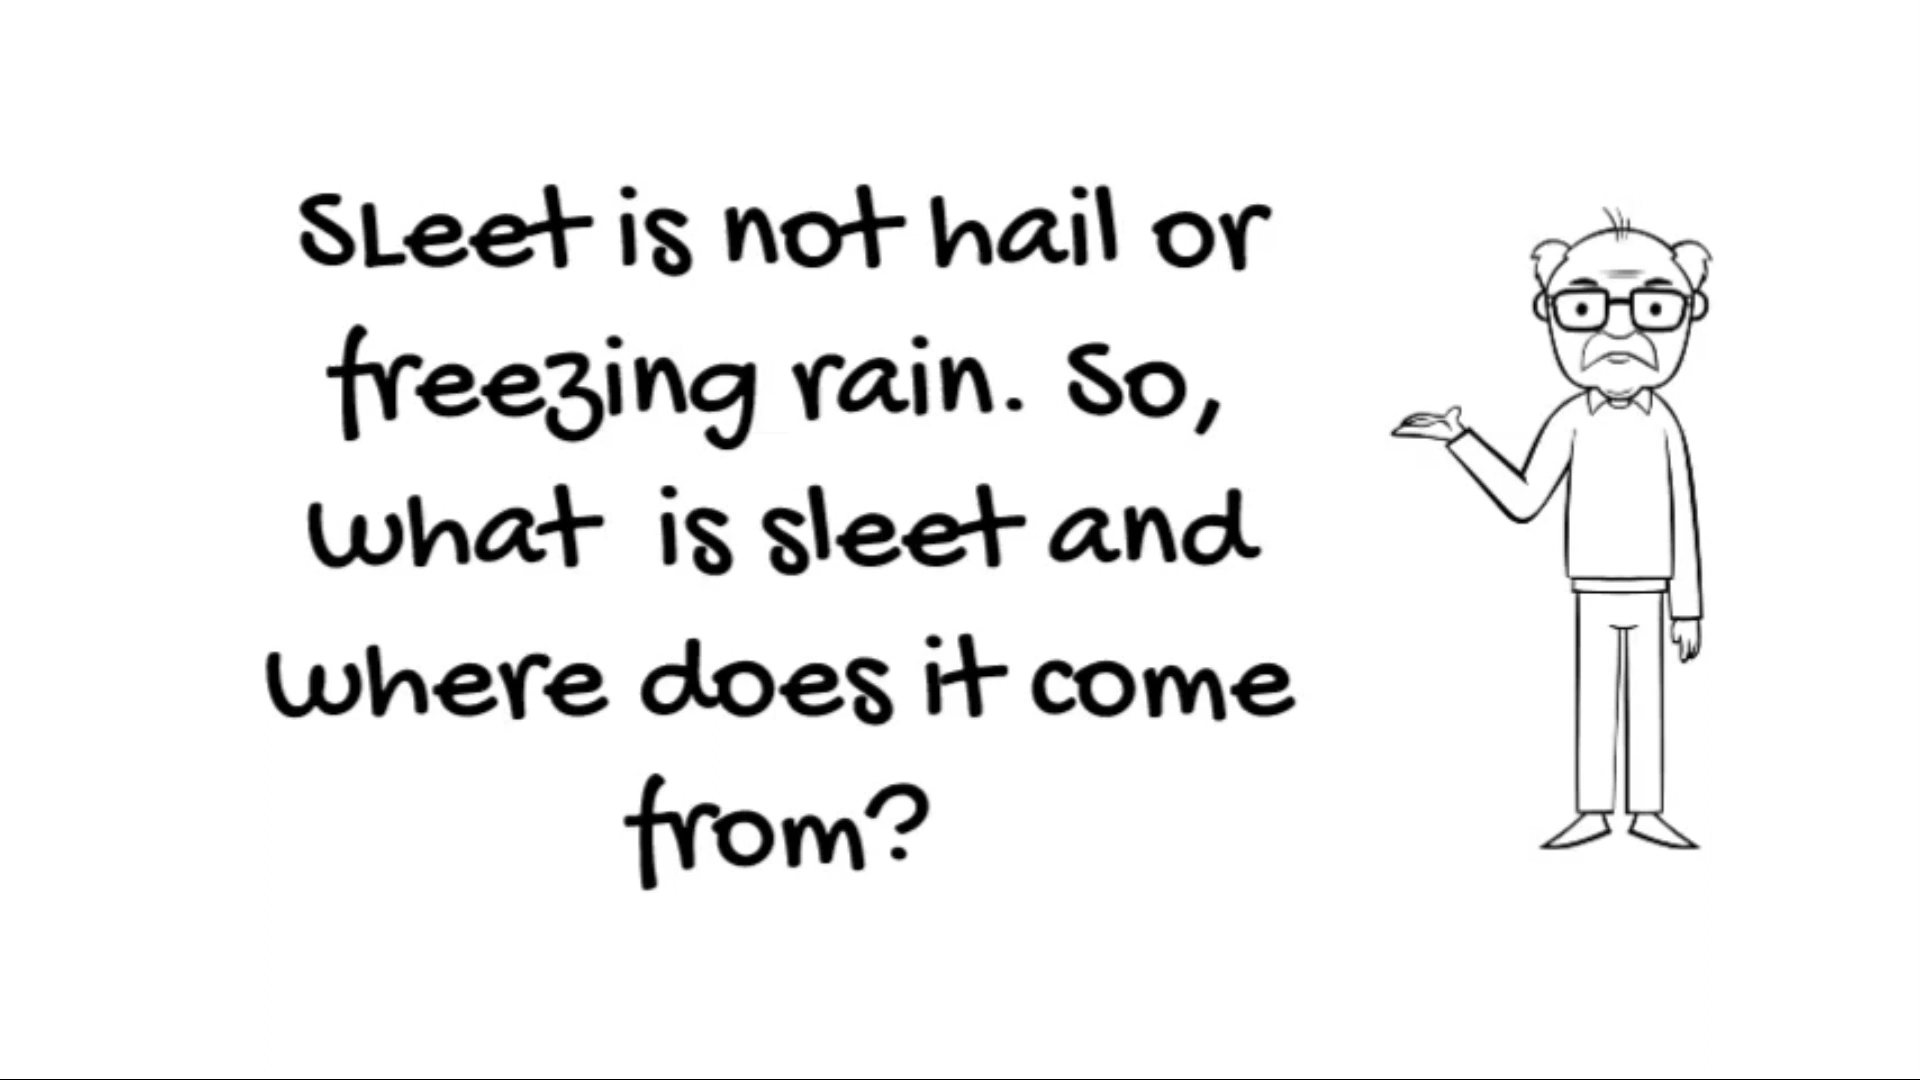 Sleet is not hail or
freezing rain. So,
what is sleet and
where does it come
from?